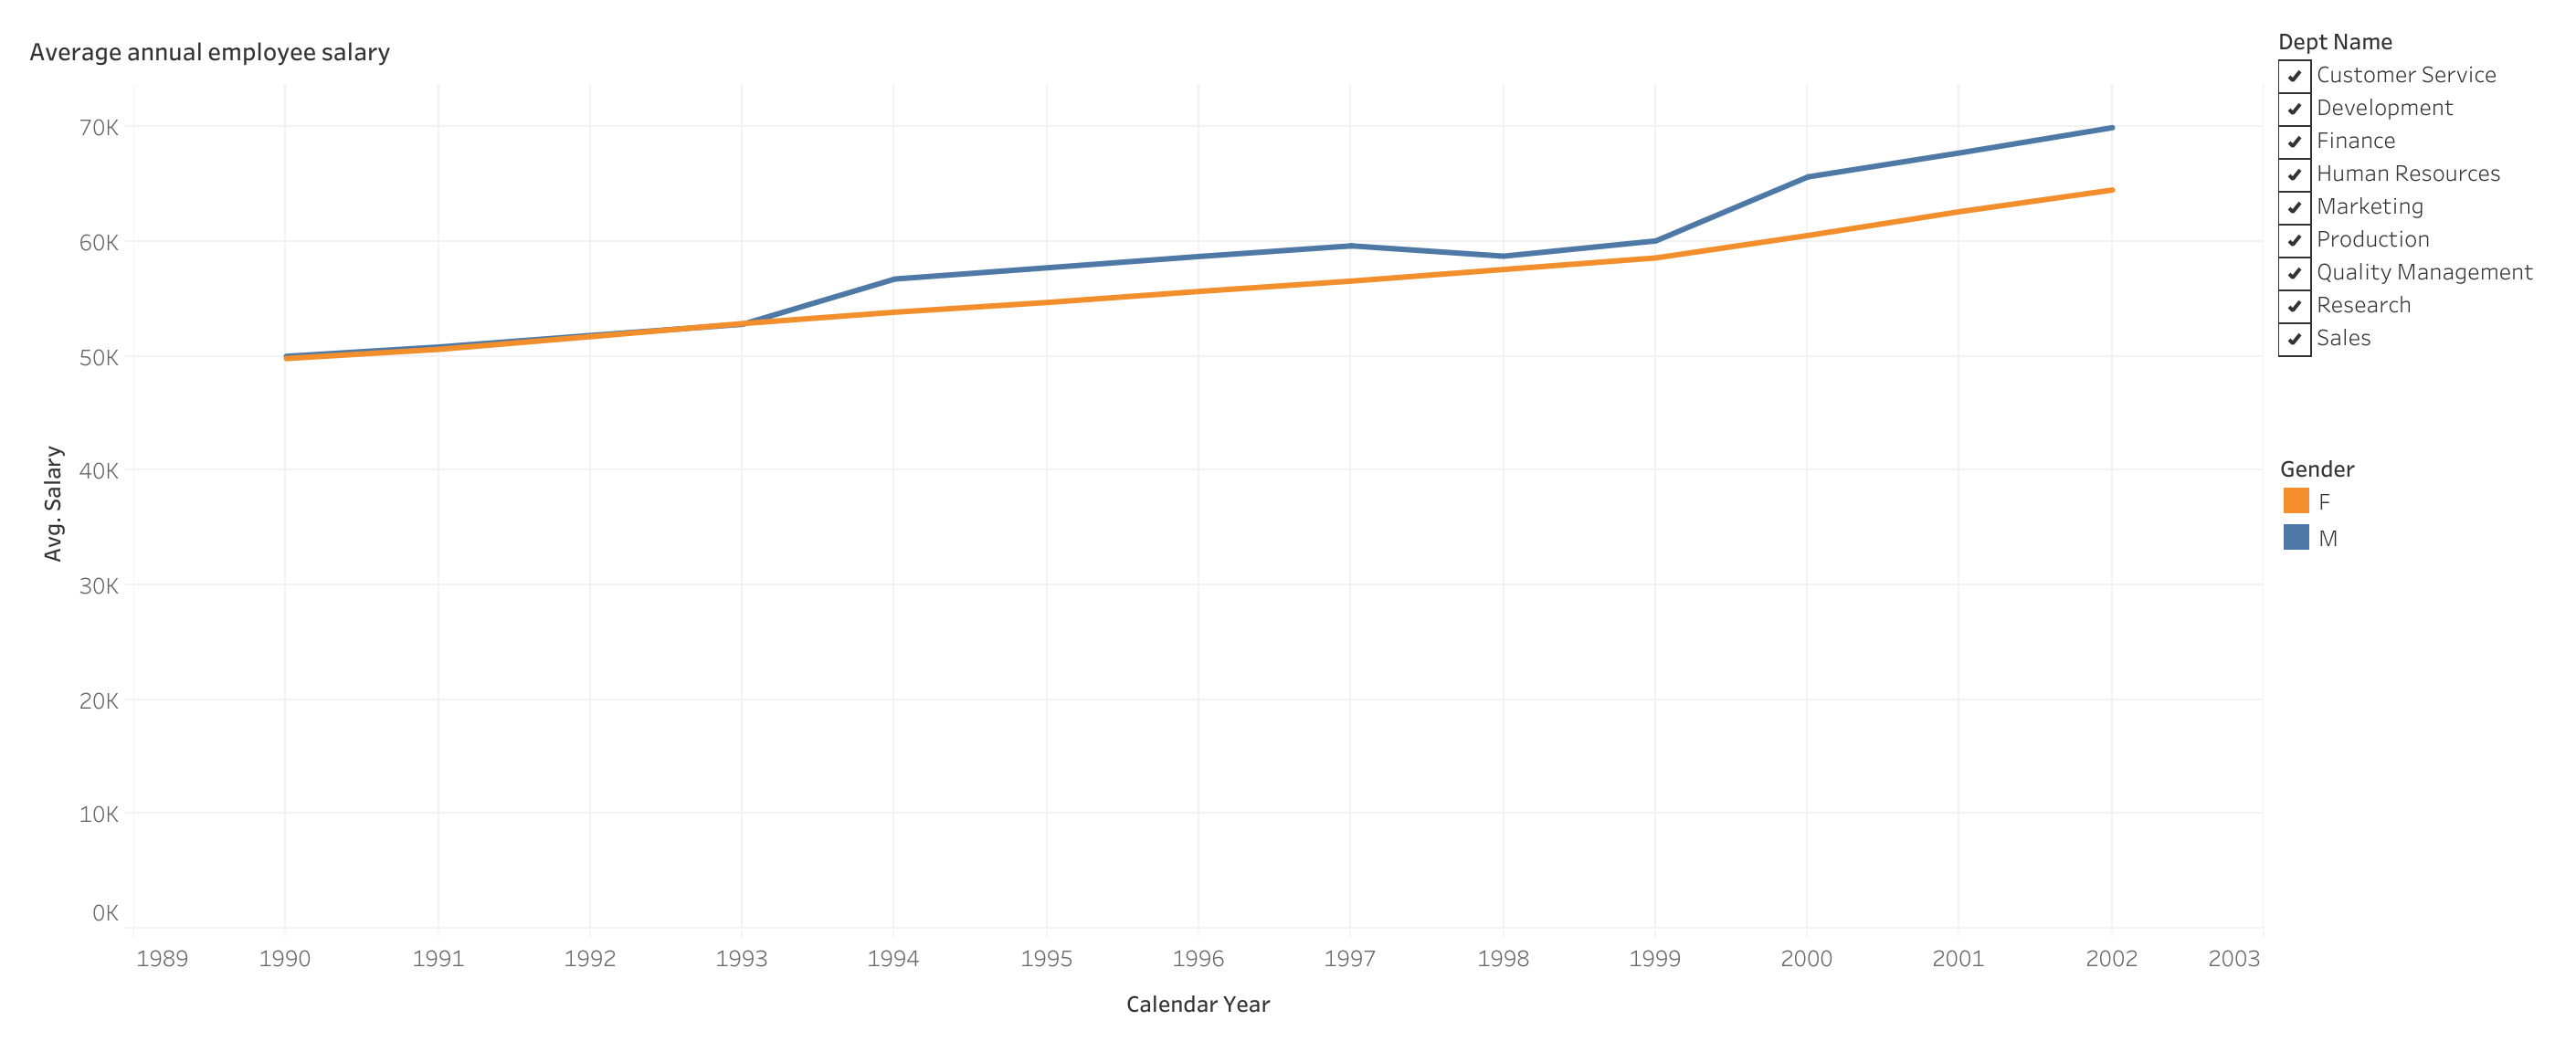 Average annual employee salary
70K
60K
50K
40K
30K
20K
10K
0K
Avg. Salary
1989 1990 1991 1992 1993 1994 1995 1996 1997 1998 1999 2000 2001 2002 2003
Calendar Year
Dept Name
Customer Service
Development
Finance
Human Resources
Marketing
Production
Quality Management
Research
Sales
Gender
F
M